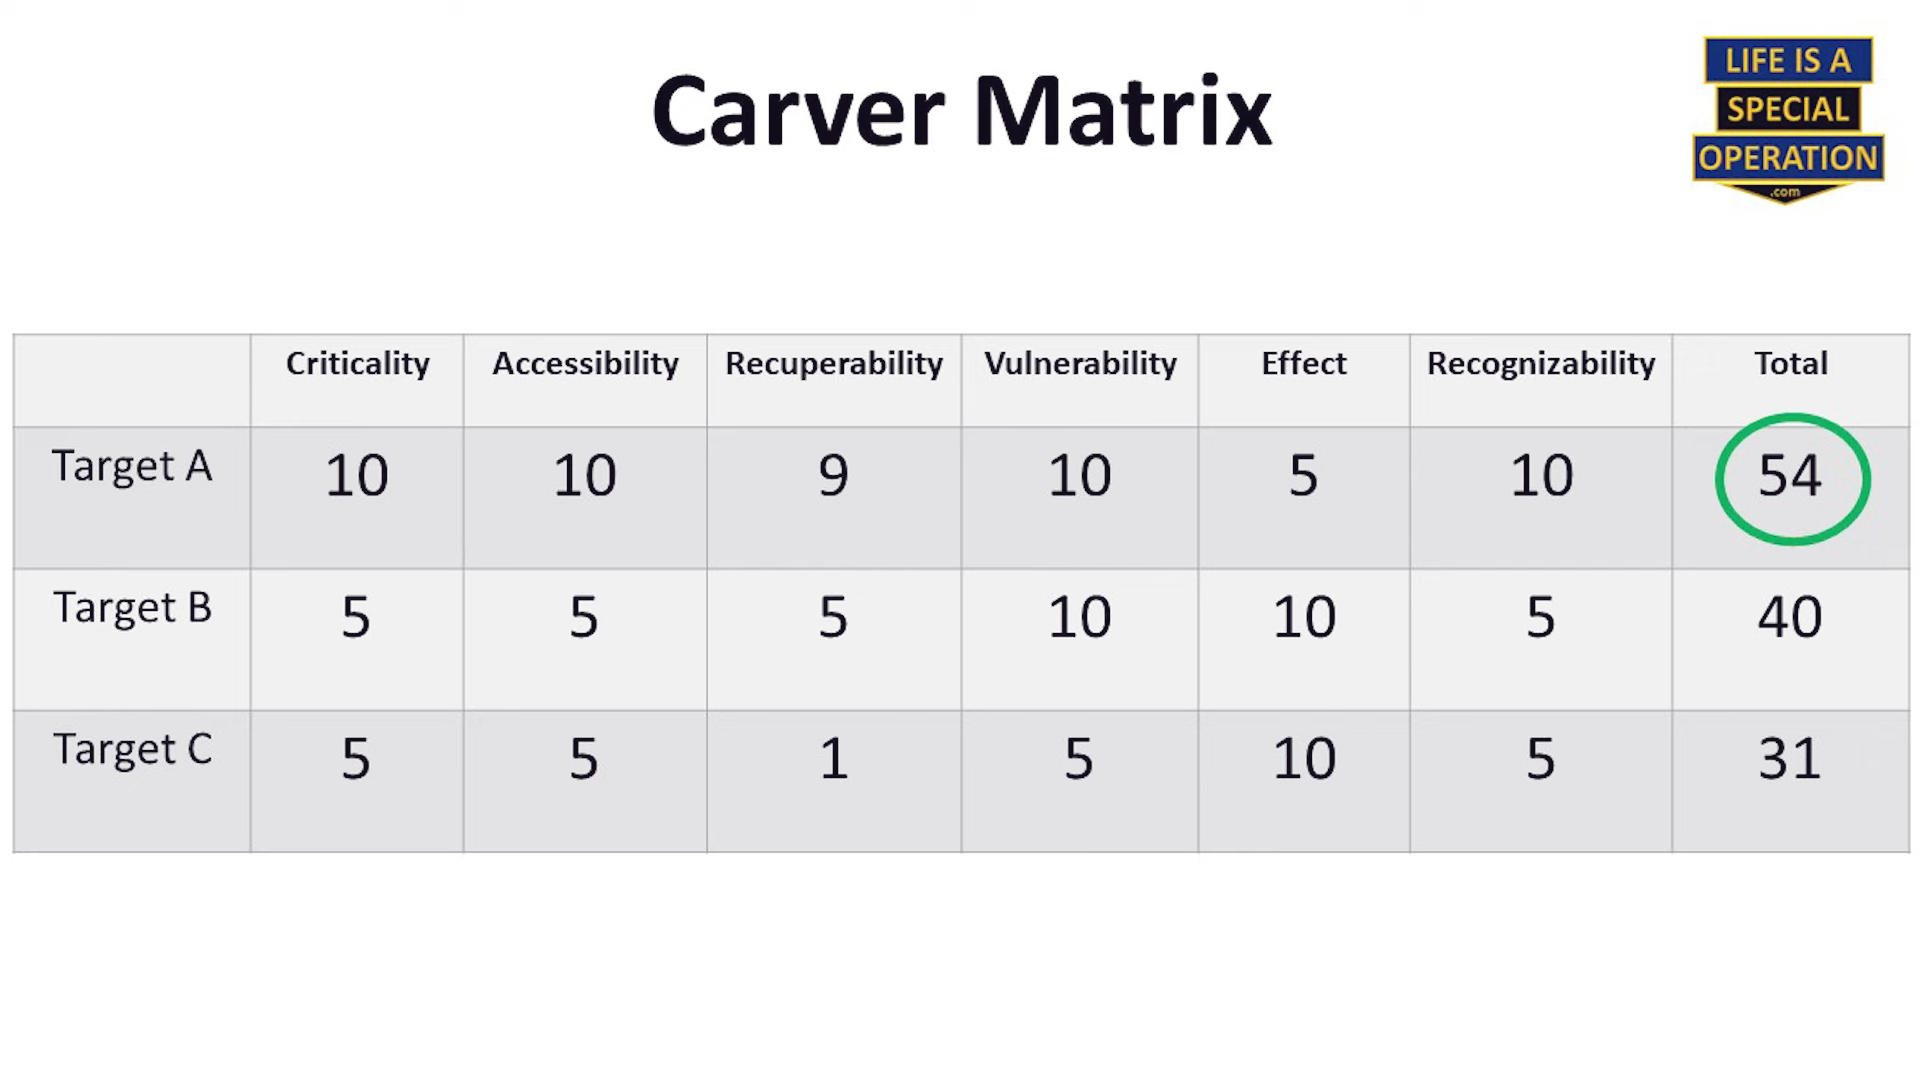 Carver Matrix
LIFE IS A
SPECIAL
OPERATION
.com
Criticality Accessibility Recuperability Vulnerability Effect Recognizability Total
Target A 10 10 9 10 5 10 54
Target B 5 5 5 10 10 5 40
Target C 5 5 1 5 10 5 31